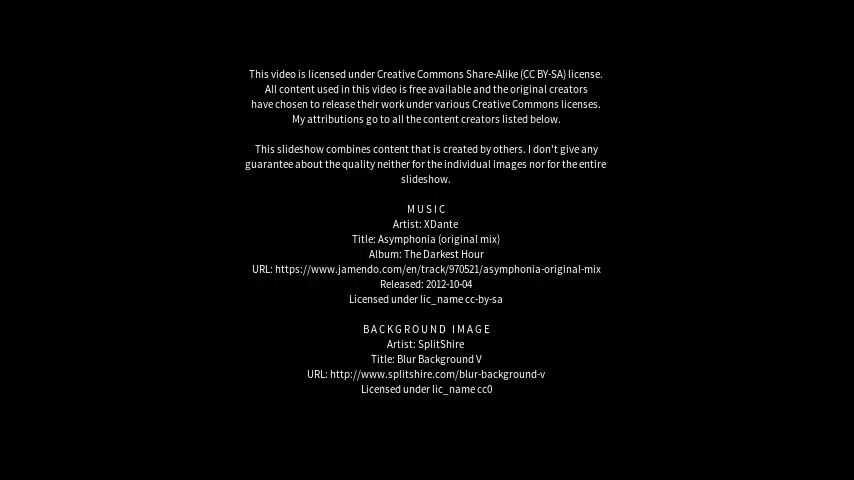 This video is licensed under Creative Commons Share-Alike (CC BY-SA) license.
All content used in this video is free available and the original creators
have chosen to release their work under various Creative Commons licenses.
My attributions go to all the content creators listed below.
This slideshow combines content that is created by others. I don't give any
guarantee about the quality neither for the individual images nor for the entire
slideshow.
MUSIC
Artist: XDante
Title: Asymphonia (original mix)
Album: The Darkest Hour
URL: https://www.jamendo.com/en/track/970521/asymphonia-original-mix
Released: 2012-10-04
Licensed under lic_name cc-by-sa
BACKGROUND IMAGE
Artist: SplitShire
Title: Blur Background V
URL: http://www.splitshire.com/blur-background-v
Licensed under lic_name cc0